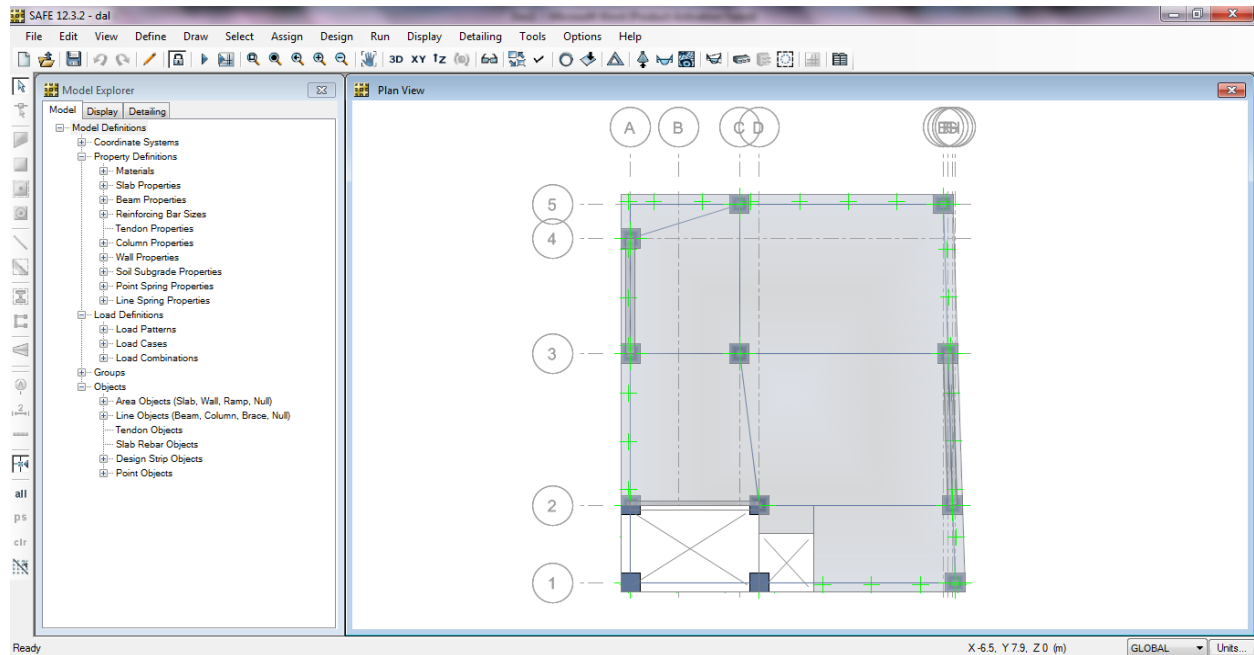 SAFE 12.3.2 - dal
File Edit View Define Draw Select Assign Design Run Display Detailing Tools Options Help
3D XY
Model Explorer
Model Display Detailing
Model Definitions
Coordinate Systems
Property Definitions
Materials
Slab Properties
Beam Properties
Reinforcing Bar Sizes
Tendon Properties
Column Properties
Wall Properties
Soil Subgrade Properties
Point Spring Properties
Line Spring Properties
Load Definitions
Load Patterns
Load Cases
Load Combinations
Groups
Objects
Area Objects (Slab, Wall, Ramp, Null)
Line Objects (Beam, Column, Brace, Null)
Tendon Objects
Slab Rebar Objects
Design Strip Objects
Point Objects
all
ps
clr
Plan View
A B C D
5
4
3
2
1
Ready
X -6.5, Y 7.9, Z 0 (m)
GLOBAL
Units...